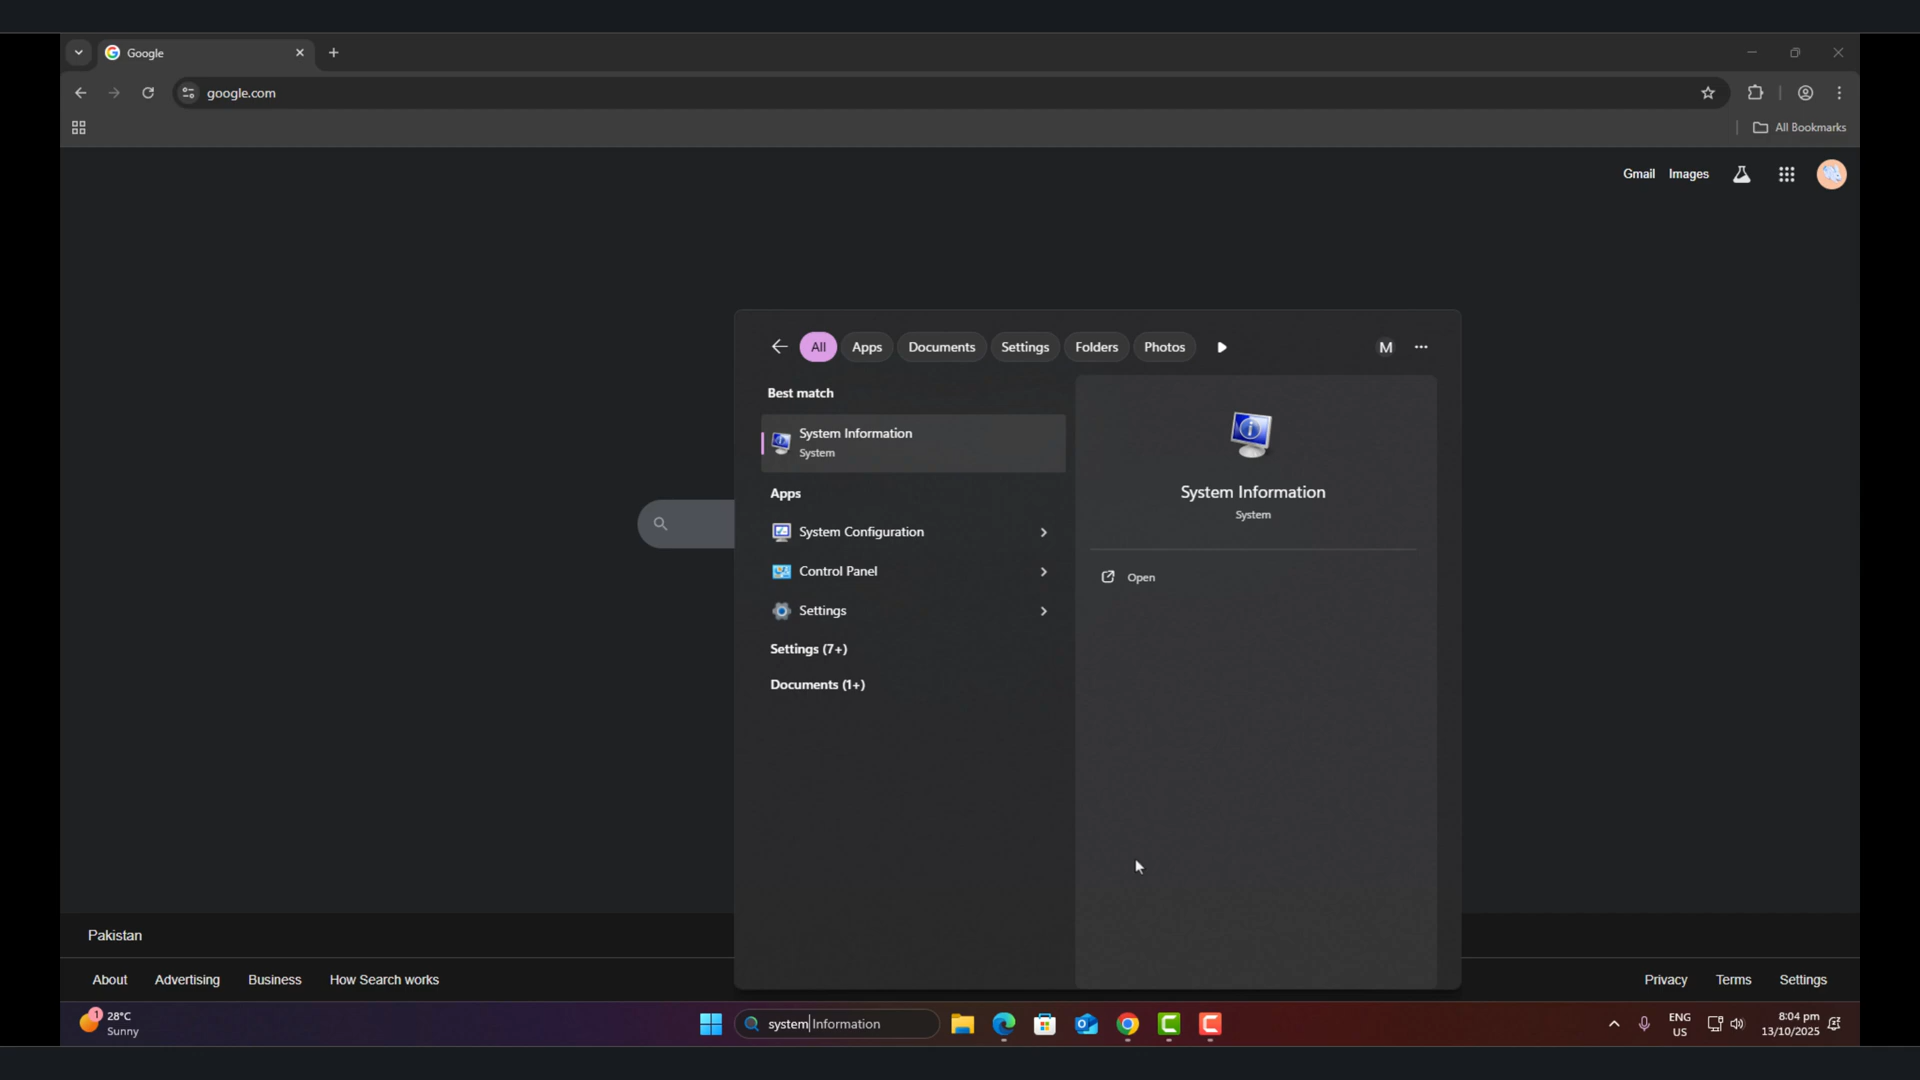 Google
google.com
All Bookmarks
Gmail Images
All Apps Documents Settings Folders Photos M
Best match
System Information
System
Apps
System Configuration
Control Panel
Settings
Settings (7+)
Documents (1+)
System Information
System
Open
Pakistan
About Advertising Business How Search works
Privacy Terms Settings
1
28°C
Sunny
system Information
ENG
US
8:04 pm
13/10/2025